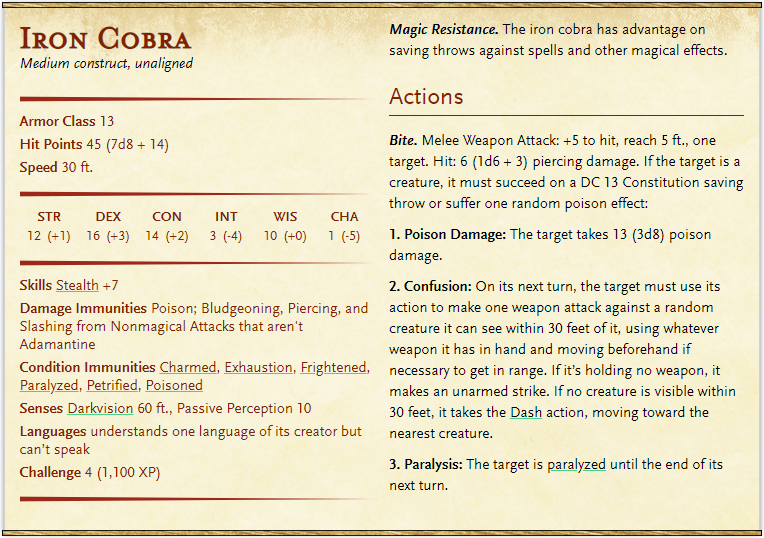 Iron Cobra
Medium construct, unaligned
Armor Class 13
Hit Points 45 (7d8 + 14)
Speed 30 ft.
STR DEX CON INT WIS CHA
12 (+1) 16 (+3) 14 (+2) 3 (-4) 10 (+0) 1 (-5)
Skills Stealth +7
Damage Immunities Poison; Bludgeoning, Piercing, and
Slashing from Nonmagical Attacks that aren't
Adamantine
Condition Immunities Charmed, Exhaustion, Frightened,
Paralyzed, Petrified, Poisoned
Senses Darkvision 60 ft., Passive Perception 10
Languages understands one language of its creator but
can't speak
Challenge 4 (1,100 XP)
Magic Resistance. The iron cobra has advantage on
saving throws against spells and other magical effects.
Actions
Bite. Melee Weapon Attack: +5 to hit, reach 5 ft., one
target. Hit: 6 (1d6 + 3) piercing damage. If the target is a
creature, it must succeed on a DC 13 Constitution saving
throw or suffer one random poison effect:
1. Poison Damage: The target takes 13 (3d8) poison
damage.
2. Confusion: On its next turn, the target must use its
action to make one weapon attack against a random
creature it can see within 30 feet of it, using whatever
weapon it has in hand and moving beforehand if
necessary to get in range. If it's holding no weapon, it
makes an unarmed strike. If no creature is visible within
30 feet, it takes the Dash action, moving toward the
nearest creature.
3. Paralysis: The target is paralyzed until the end of its
next turn.